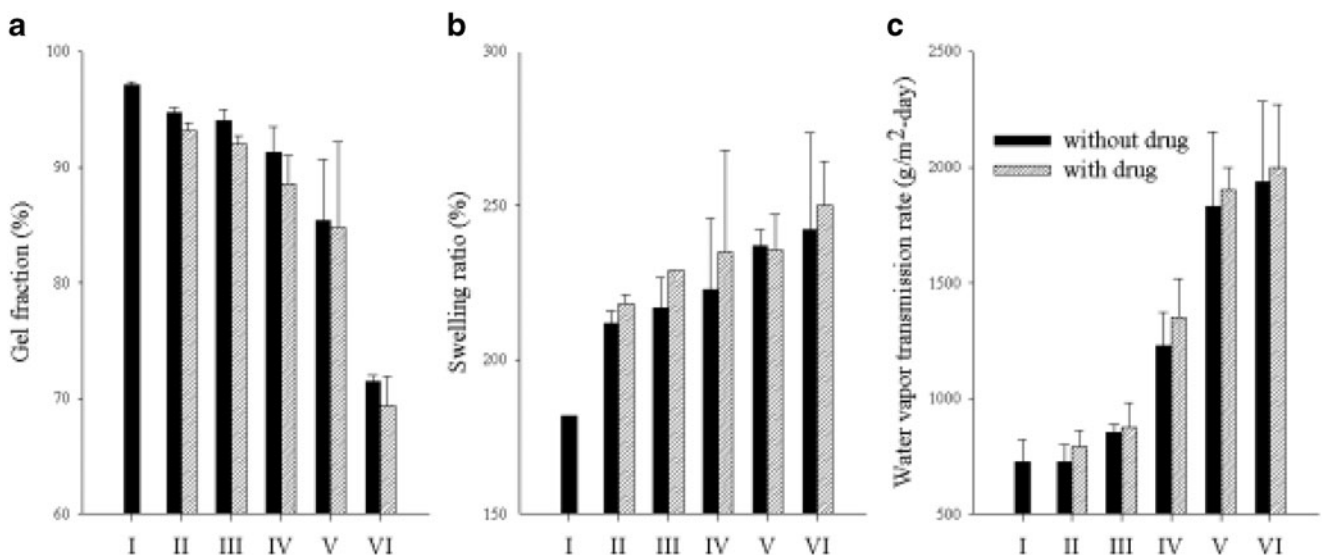 a
Gel fraction (%)
100
90
80
70
60
I II III IV V VI
b
Swelling ratio (%)
300
250
200
150
I II III IV V VI
c
Water vapor transmission rate (g/m²-day)
2500
2000
1500
1000
500
without drug
with drug
I II III IV V VI